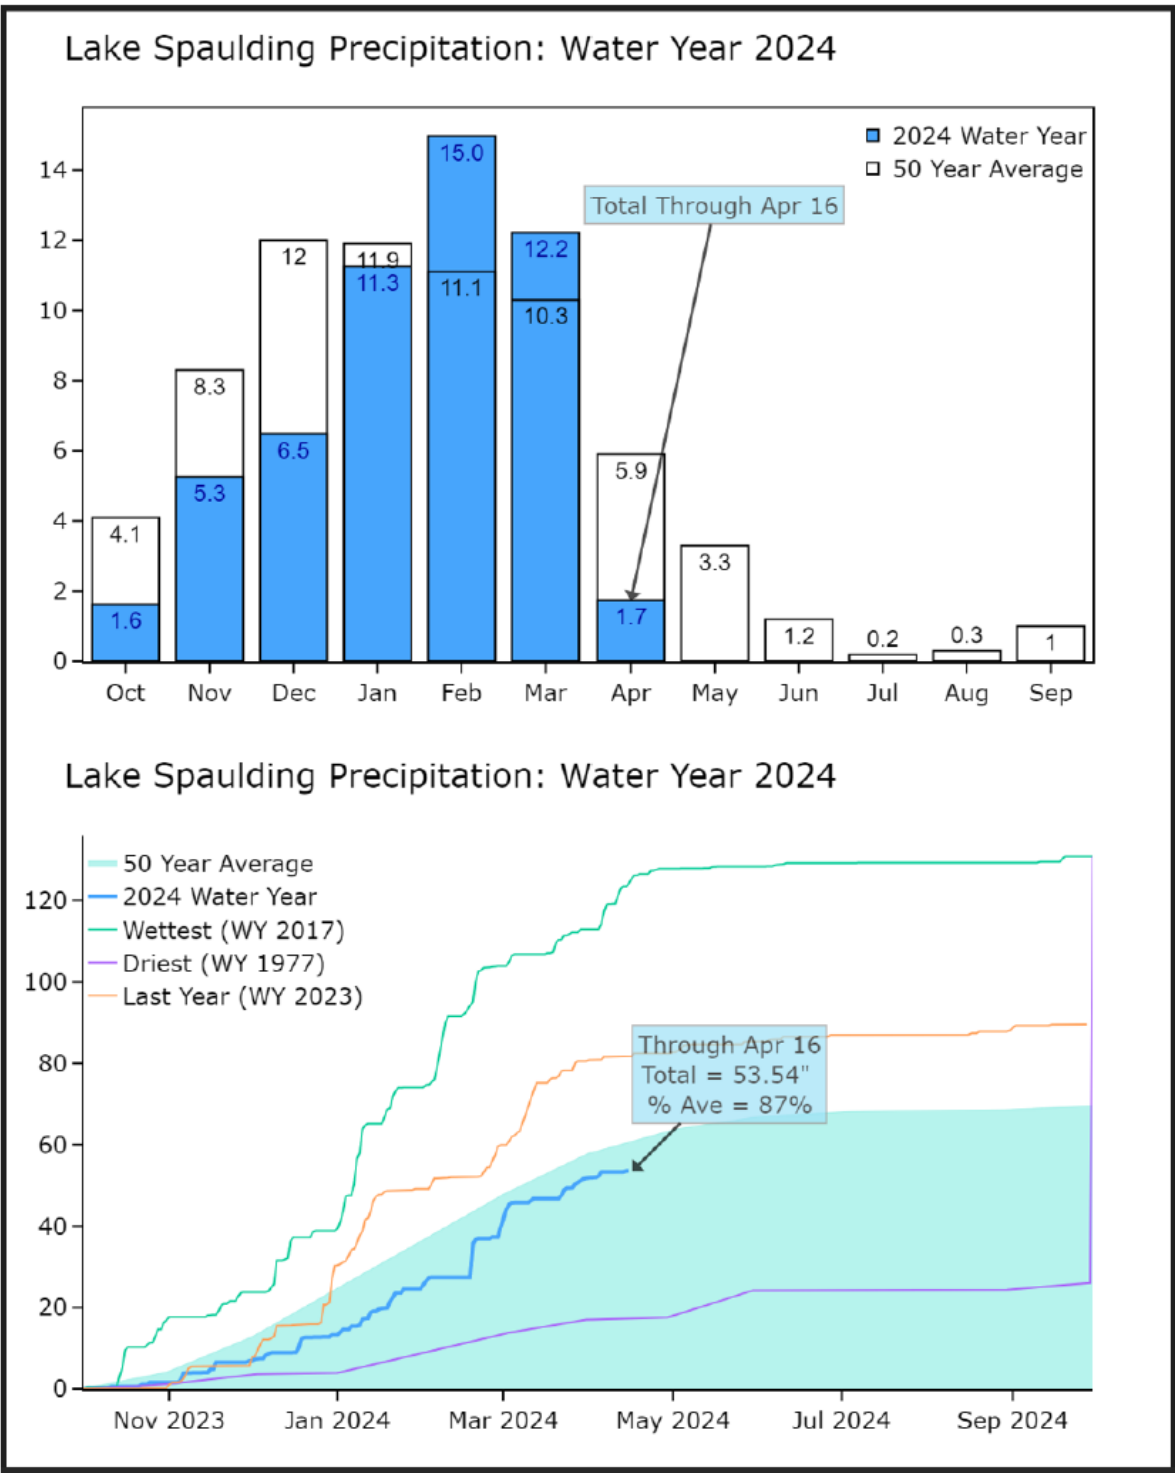 Lake Spaulding Precipitation: Water Year 2024
2024 Water Year
50 Year Average
Total Through Apr 16
14
12
10
8
6
4
2
0
4.1
1.6
8.3
5.3
12
6.5
11.9
11.3
15.0
11.1
12.2
10.3
5.9
1.7
3.3
1.2
0.2
0.3
1
Oct Nov Dec Jan Feb Mar Apr May Jun Jul Aug Sep
Lake Spaulding Precipitation: Water Year 2024
50 Year Average
2024 Water Year
Wettest (WY 2017)
Driest (WY 1977)
Last Year (WY 2023)
Through Apr 16
Total = 53.54"
% Ave = 87%
120
100
80
60
40
20
0
Nov 2023 Jan 2024 Mar 2024 May 2024 Jul 2024 Sep 2024